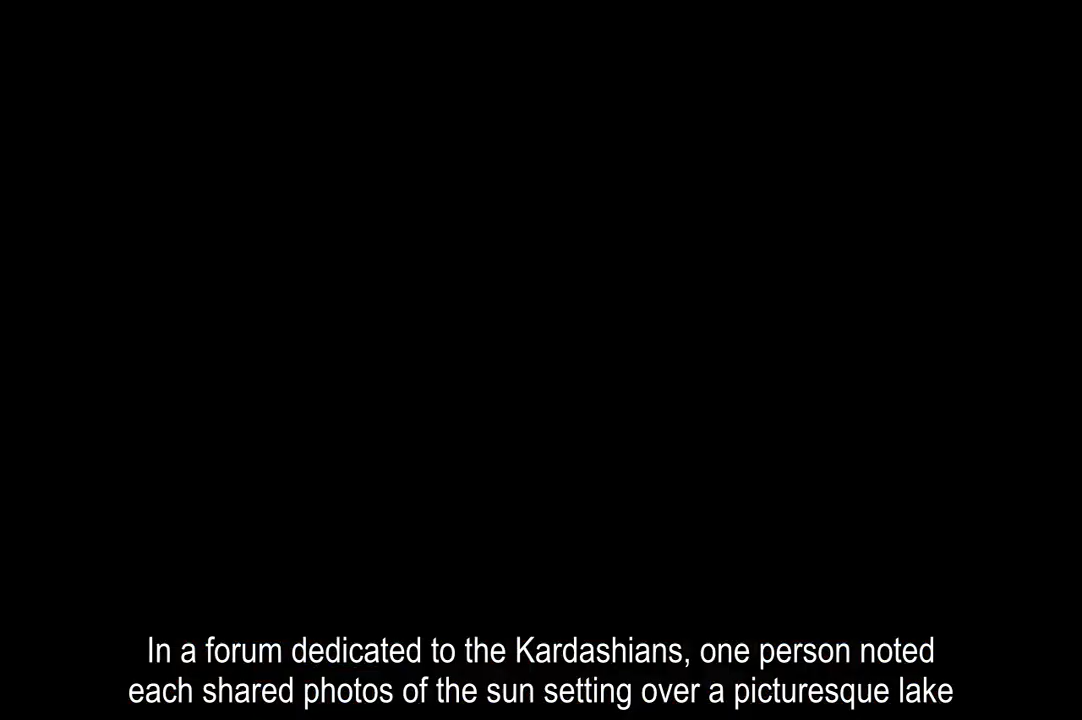 In a forum dedicated to the Kardashians, one person noted
each shared photos of the sun setting over a picturesque lake